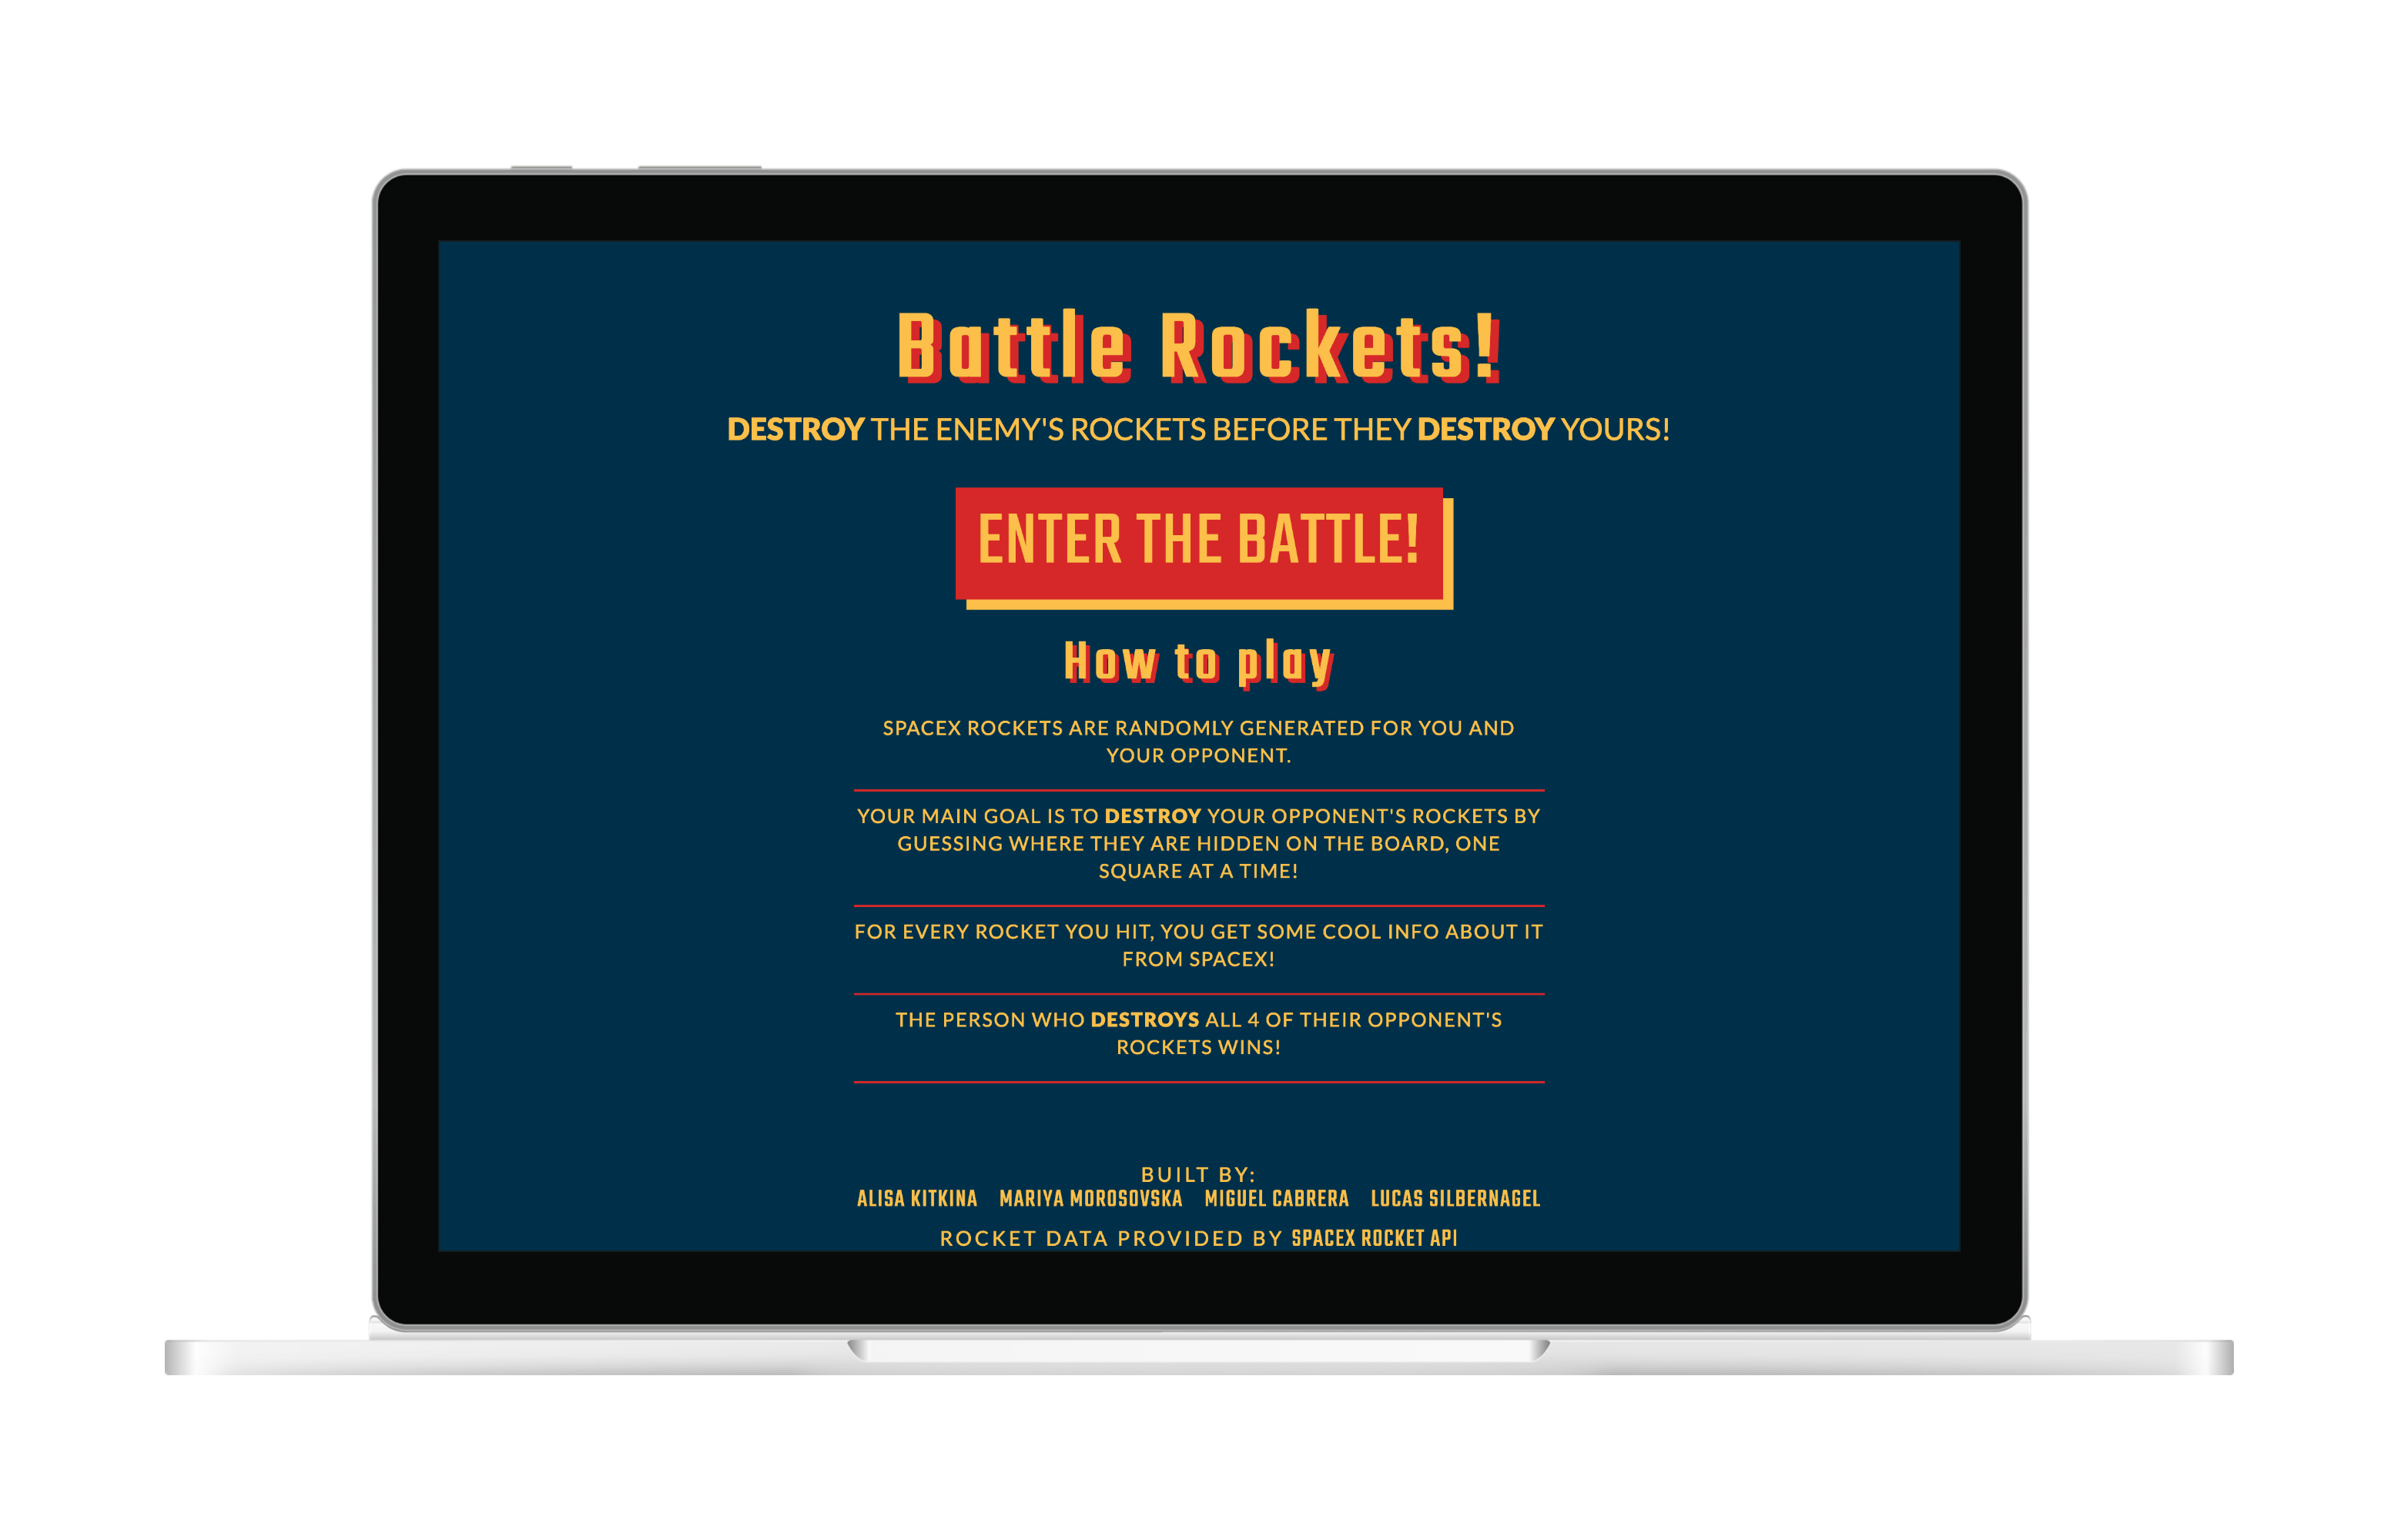 Battle Rockets!
DESTROY THE ENEMY'S ROCKETS BEFORE THEY DESTROY YOURS!
ENTER THE BATTLE!
How to play
SPACEX ROCKETS ARE RANDOMLY GENERATED FOR YOU AND
YOUR OPPONENT.
YOUR MAIN GOAL IS TO DESTROY YOUR OPPONENT'S ROCKETS BY
GUESSING WHERE THEY ARE HIDDEN ON THE BOARD, ONE
SQUARE AT A TIME!
FOR EVERY ROCKET YOU HIT, YOU GET SOME COOL INFO ABOUT IT
FROM SPACEX!
THE PERSON WHO DESTROYS ALL 4 OF THEIR OPPONENT'S
ROCKETS WINS!
BUILT BY:
ALISA KITKINA MARIYA MOROSOVSKA MIGUEL CABRERA LUCAS SILBERNAGEL
ROCKET DATA PROVIDED BY SPACEX ROCKET API